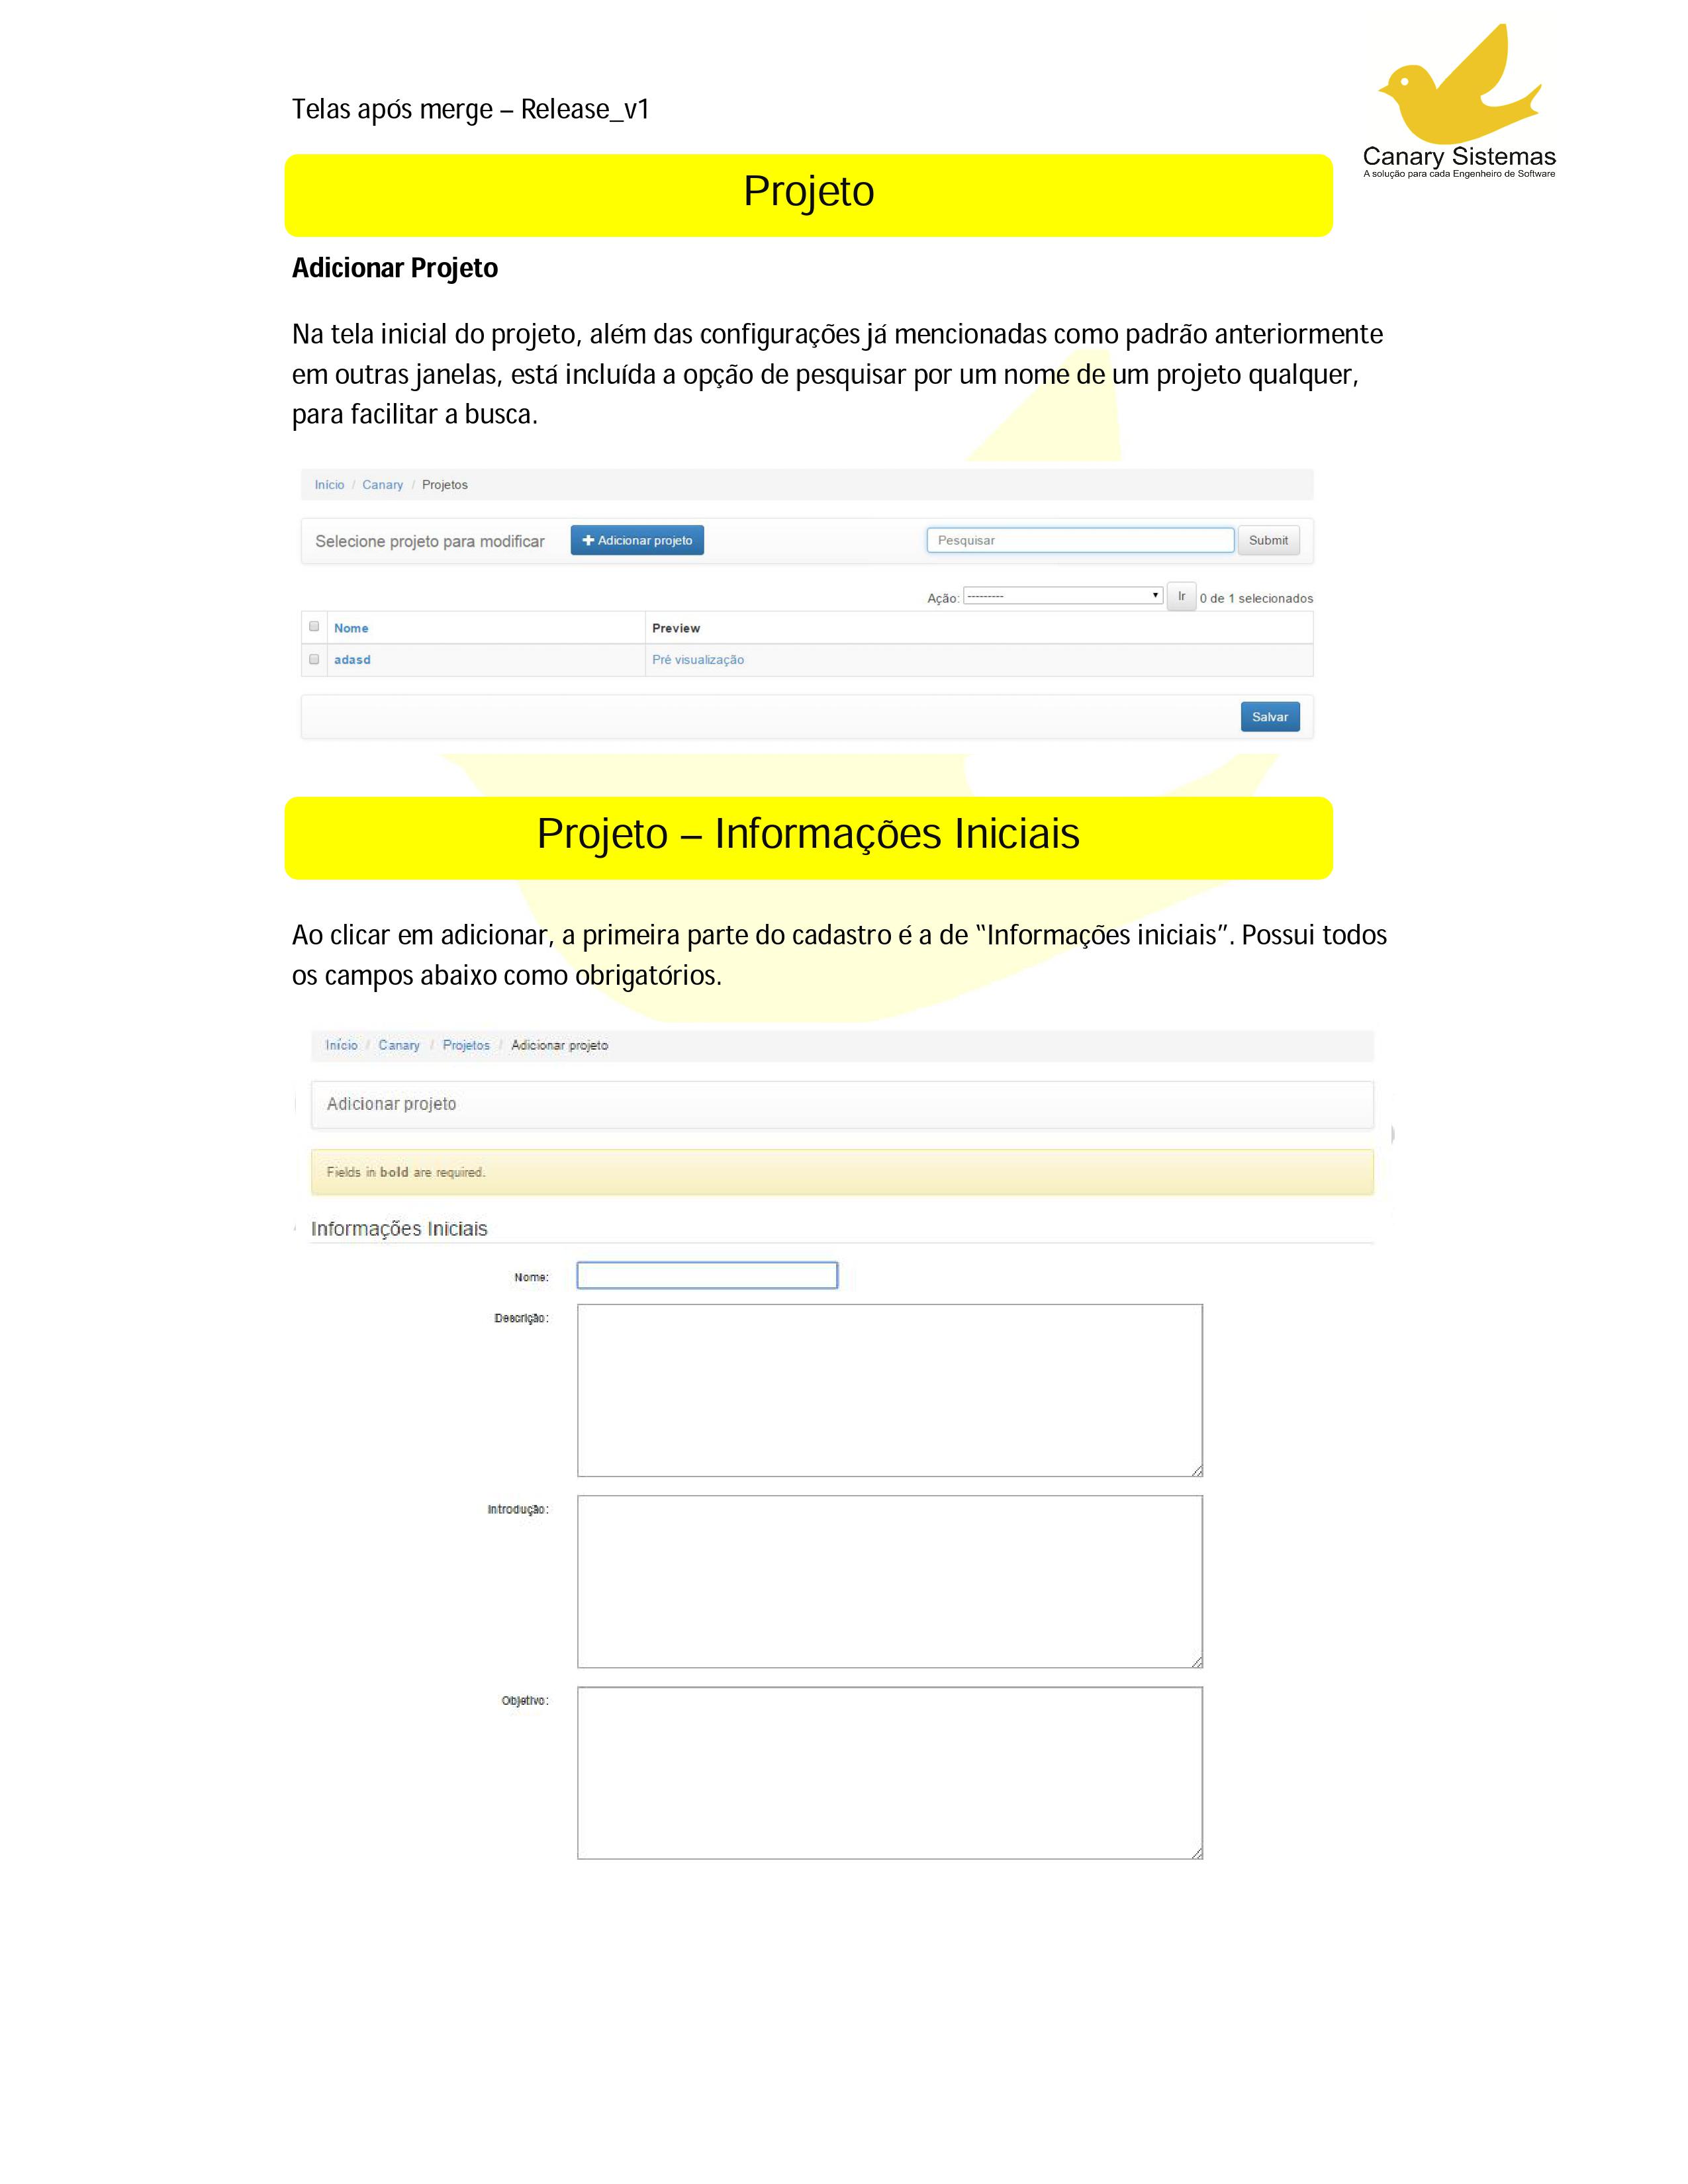 Telas após merge – Release_v1
Canary Sistemas
A solução para cada Engenheiro de Software
Projeto
Adicionar Projeto
Na tela inicial do projeto, além das configurações já mencionadas como padrão anteriormente
em outras janelas, está incluída a opção de pesquisar por um nome de um projeto qualquer,
para facilitar a busca.
Início / Canary / Projetos
Selecione projeto para modificar + Adicionar projeto Pesquisar Submit
Ação: --------- Ir 0 de 1 selecionados
Nome Preview
adasd Pré visualização
Salvar
Projeto – Informações Iniciais
Ao clicar em adicionar, a primeira parte do cadastro é a de “Informações iniciais”. Possui todos
os campos abaixo como obrigatórios.
Início / Canary / Projetos / Adicionar projeto
Adicionar projeto
Fields in bold are required.
Informações Iniciais
Nome:
Descrição:
Introdução:
Objetivo: